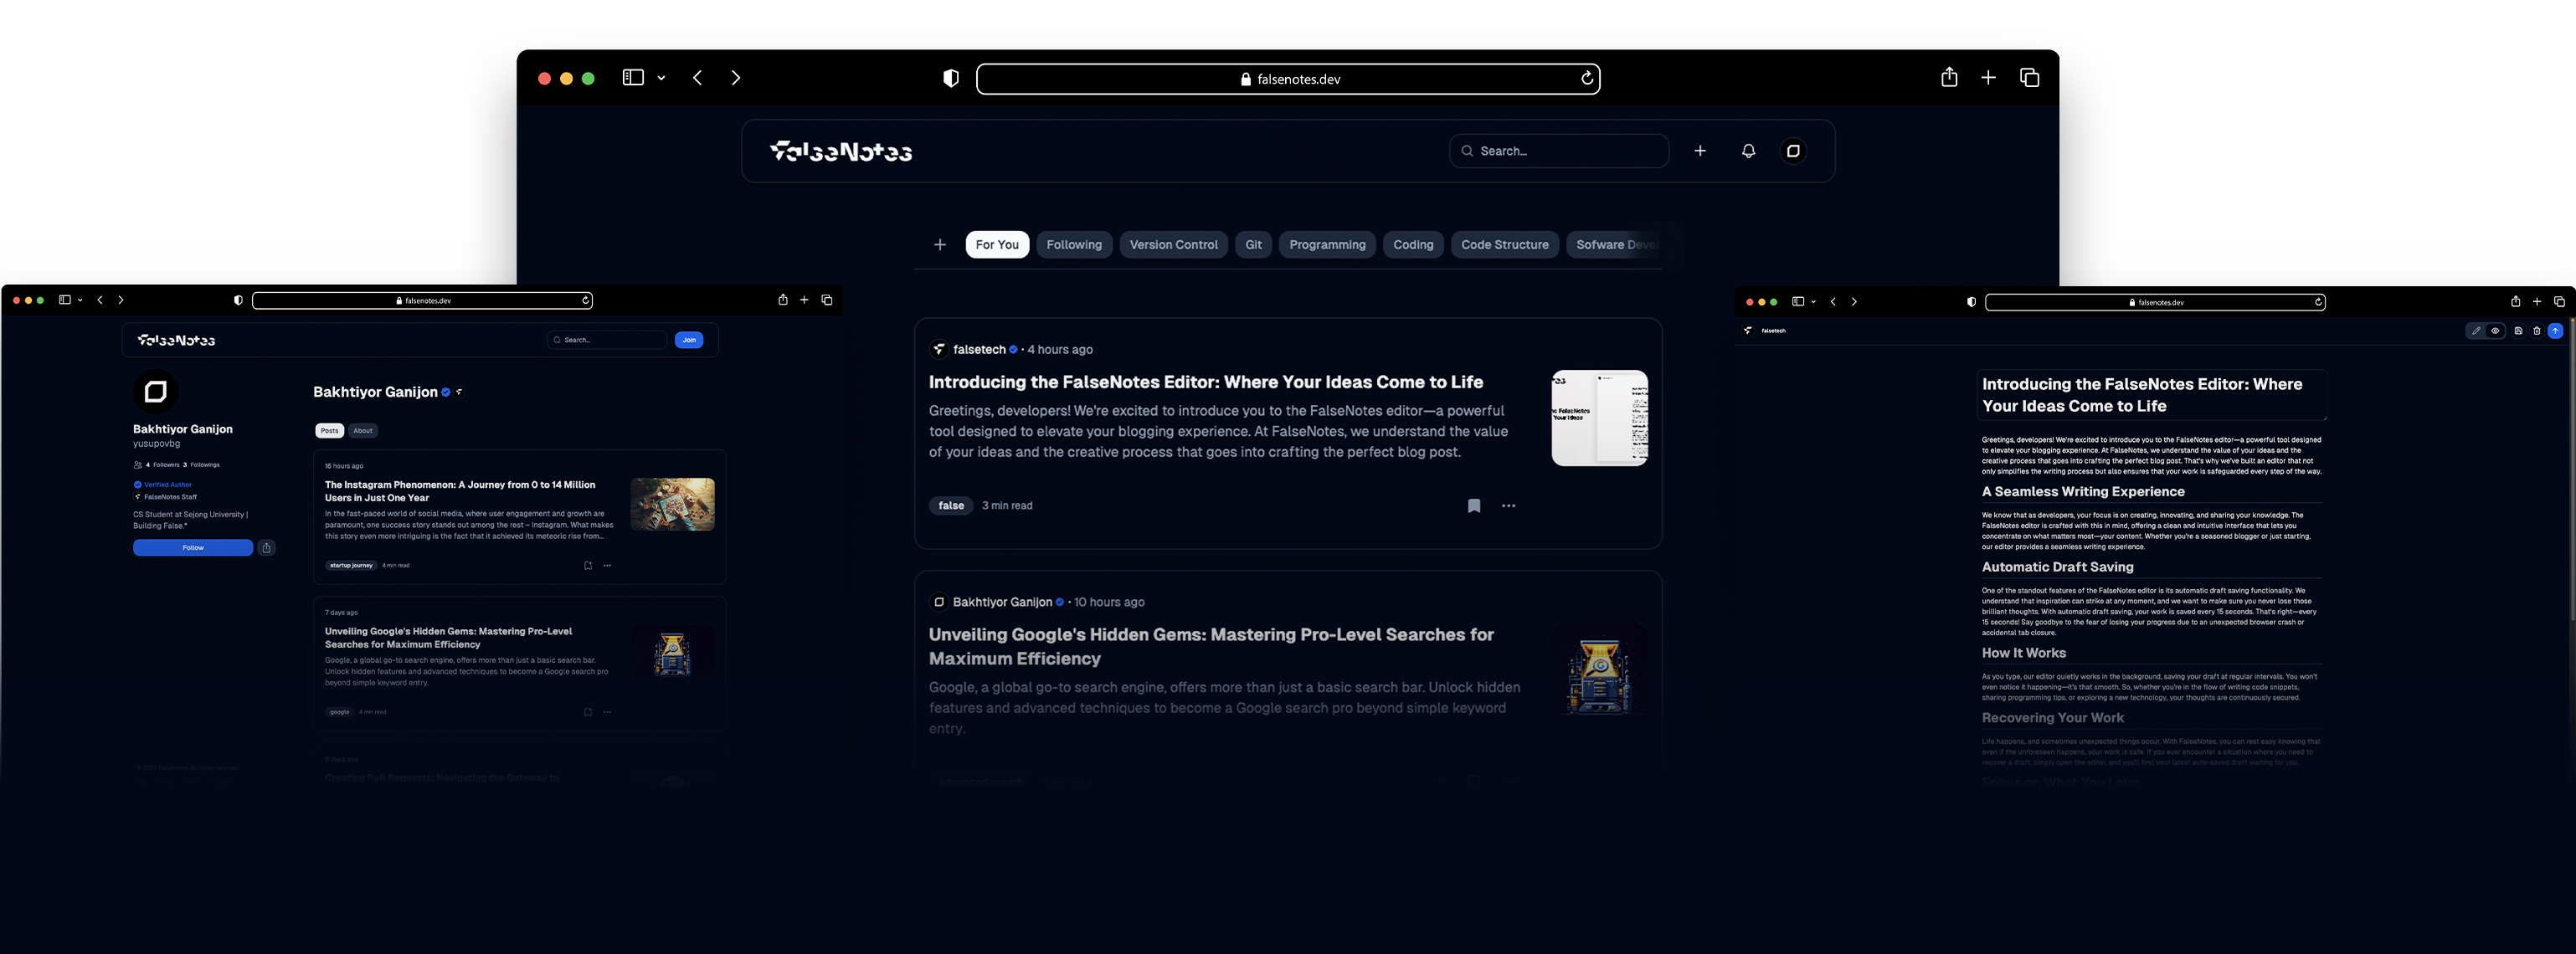 falsenotes.dev
FalseNotes
Search...
For You
Following
Version Control
Git
Programming
Coding
Code Structure
Sofware Devel
falsetech · 4 hours ago
Introducing the FalseNotes Editor: Where Your Ideas Come to Life
Greetings, developers! We're excited to introduce you to the FalseNotes editor—a powerful
tool designed to elevate your blogging experience. At FalseNotes, we understand the value
of your ideas and the creative process that goes into crafting the perfect blog post.
false
3 min read
Bakhtiyor Ganijon · 10 hours ago
Unveiling Google's Hidden Gems: Mastering Pro-Level Searches for
Maximum Efficiency
Google, a global go-to search engine, offers more than just a basic search bar. Unlock hidden
features and advanced techniques to become a Google search pro beyond simple keyword
entry.
falsenotes.dev
FalseNotes
Search...
Join
Bakhtiyor Ganijon
yusupovbg
4 Followers 3 Followings
Verified Author
FalseNotes Staff
CS Student at Sejong University |
Building False.*
Follow
Bakhtiyor Ganijon
Posts
About
16 hours ago
The Instagram Phenomenon: A Journey from 0 to 14 Million
Users in Just One Year
In the fast-paced world of social media, where user engagement and growth are
paramount, one success story stands out among the rest – Instagram. What makes
this story even more intriguing is the fact that it achieved its meteoric rise from...
startup journey
4 min read
7 days ago
Unveiling Google's Hidden Gems: Mastering Pro-Level
Searches for Maximum Efficiency
Google, a global go-to search engine, offers more than just a basic search bar.
Unlock hidden features and advanced techniques to become a Google search pro
beyond simple keyword entry.
google
4 min read
9 days ago
Creating Pull Requests: Navigating the Gateway to
falsenotes.dev
falsetech
Introducing the FalseNotes Editor: Where
Your Ideas Come to Life
Greetings, developers! We're excited to introduce you to the FalseNotes editor—a powerful tool designed
to elevate your blogging experience. At FalseNotes, we understand the value of your ideas and the
creative process that goes into crafting the perfect blog post. That's why we've built an editor that not
only simplifies the writing process but also ensures that your work is safeguarded every step of the way.
A Seamless Writing Experience
We know that as developers, your focus is on creating, innovating, and sharing your knowledge. The
FalseNotes editor is crafted with this in mind, offering a clean and intuitive interface that lets you
concentrate on what matters most—your content. Whether you're a seasoned blogger or just starting,
our editor provides a seamless writing experience.
Automatic Draft Saving
One of the standout features of the FalseNotes editor is its automatic draft saving functionality. We
understand that inspiration can strike at any moment, and we want to make sure you never lose those
brilliant thoughts. With automatic draft saving, your work is saved every 15 seconds. That's right—every
15 seconds! Say goodbye to the fear of losing your progress due to an unexpected browser crash or
accidental tab closure.
How It Works
As you type, our editor quietly works in the background, saving your draft at regular intervals. You won't
even notice it happening—it's that smooth. So, whether you're in the flow of writing code snippets,
sharing programming tips, or exploring a new technology, your thoughts are continuously secured.
Recovering Your Work
Life happens, and sometimes unexpected things occur. With FalseNotes, you can rest easy knowing that
even if the unforeseen happens, your work is safe. If you ever encounter a situation where you need to
recover a draft, simply open the editor, and you'll find your latest auto-saved draft waiting for you.
Focus on What You Love